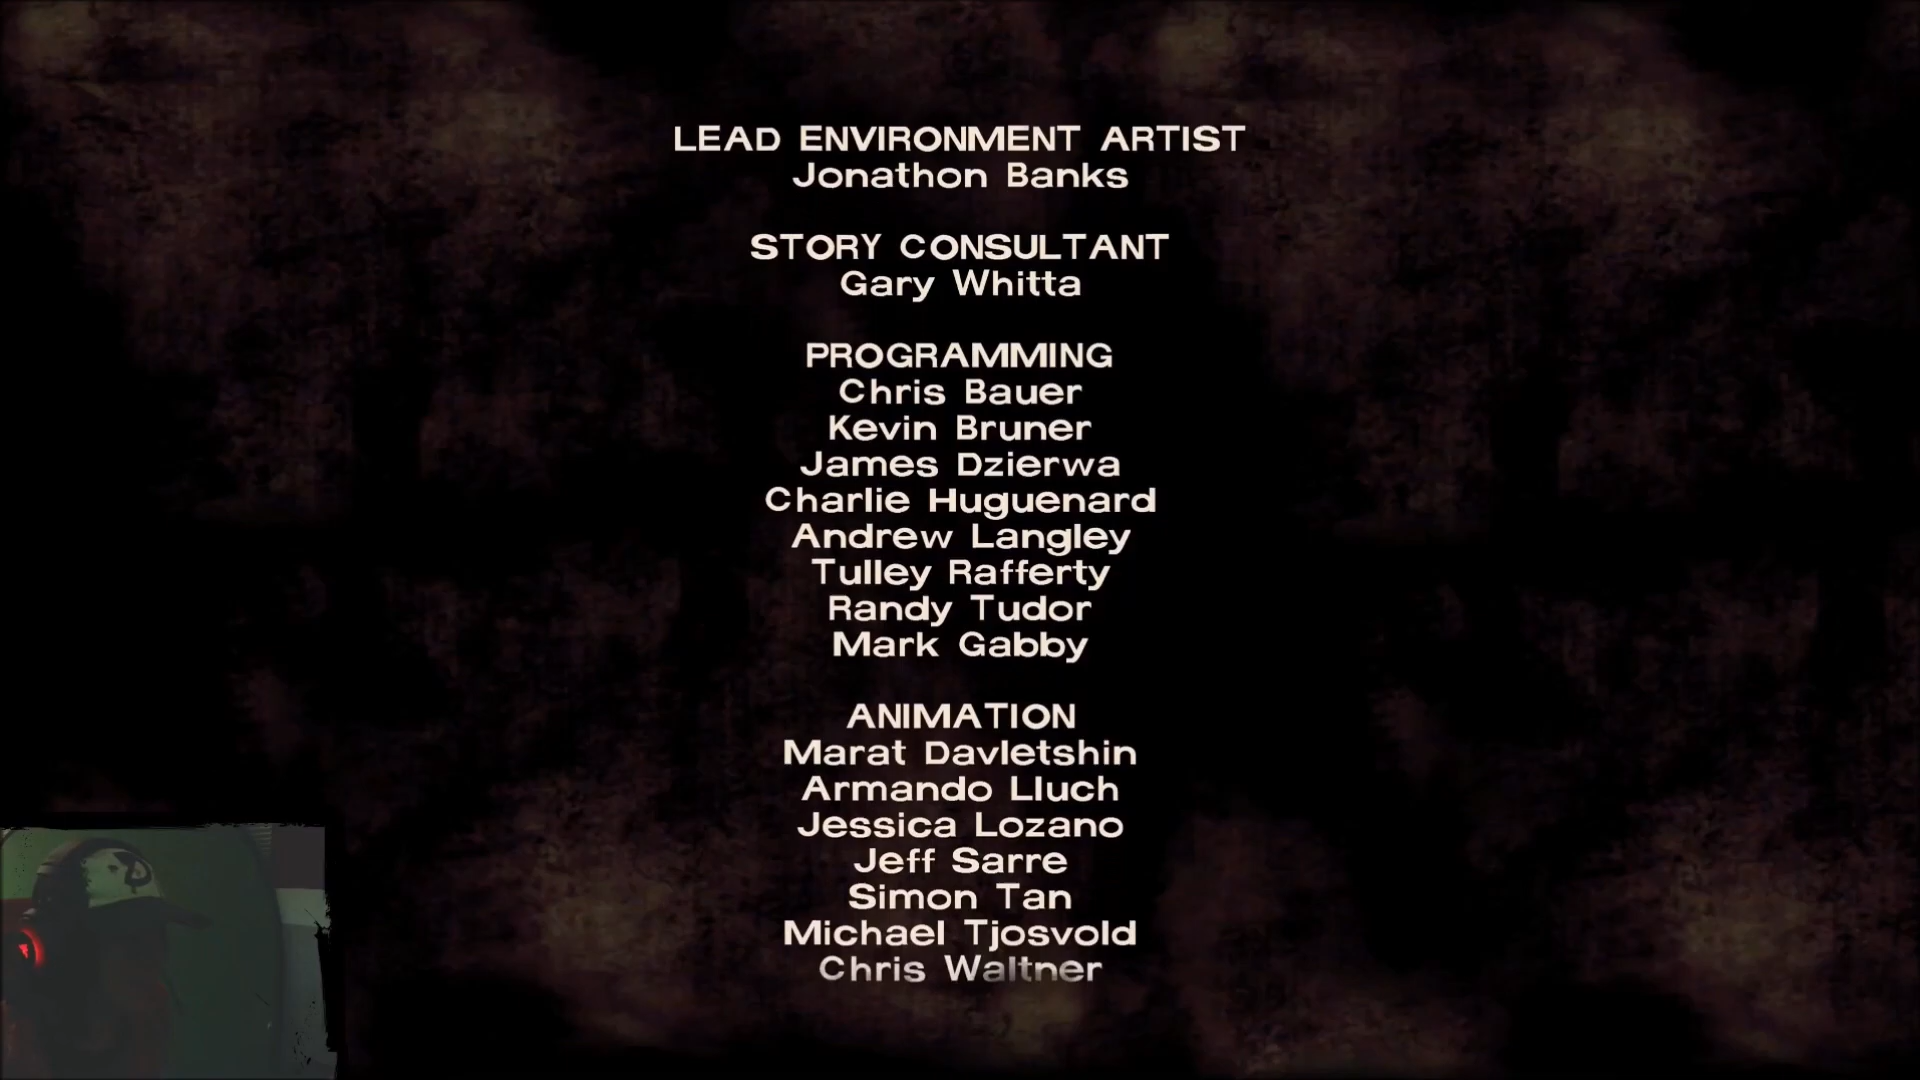 LEAD ENVIRONMENT ARTIST
Jonathon Banks
STORY CONSULTANT
Gary Whitta
PROGRAMMING
Chris Bauer
Kevin Bruner
James Dzierwa
Charlie Huguenard
Andrew Langley
Tulley Rafferty
Randy Tudor
Mark Gabby
ANIMATION
Marat Davletshin
Armando Lluch
Jessica Lozano
Jeff Sarre
Simon Tan
Michael Tjosvold
Chris Waltner